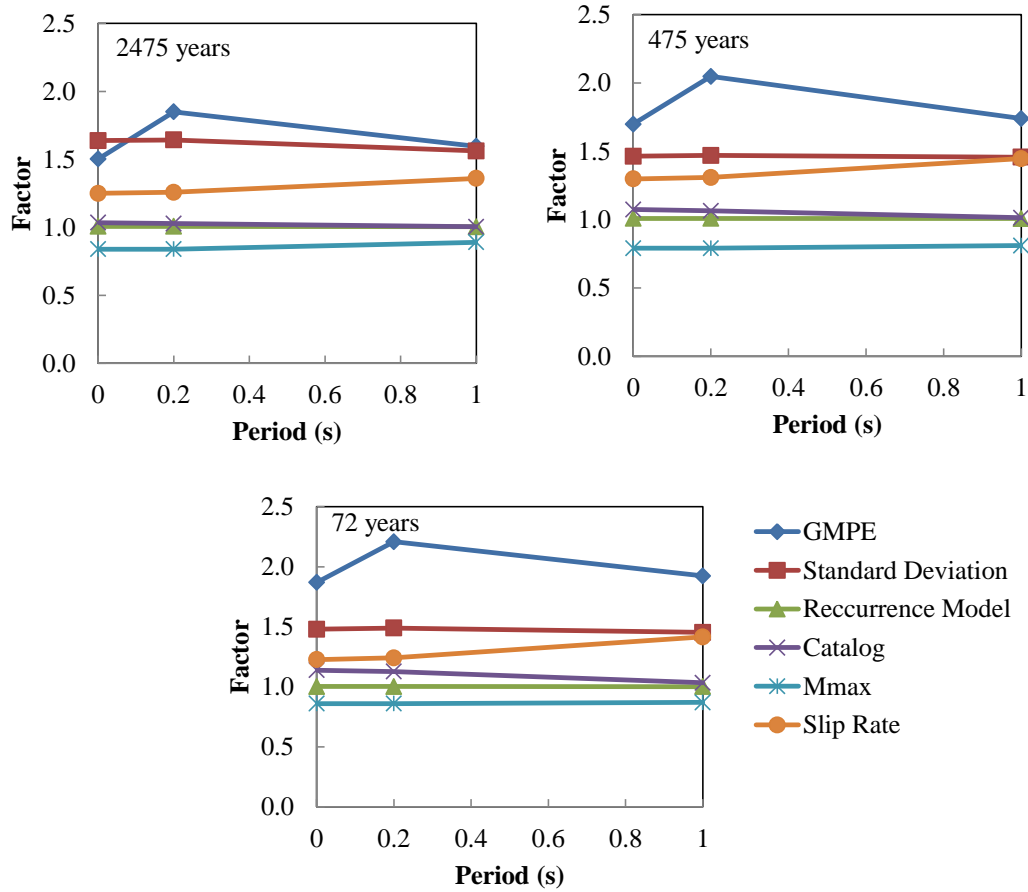 2.5
2.0
1.5
1.0
0.5
0.0
Factor
2475 years
0 0.2 0.4 0.6 0.8 1
Period (s)
2.5
2.0
1.5
1.0
0.5
0.0
Factor
475 years
0 0.2 0.4 0.6 0.8 1
Period (s)
2.5
2.0
1.5
1.0
0.5
0.0
Factor
72 years
0 0.2 0.4 0.6 0.8 1
Period (s)
GMPE
Standard Deviation
Reccurrence Model
Catalog
Mmax
Slip Rate